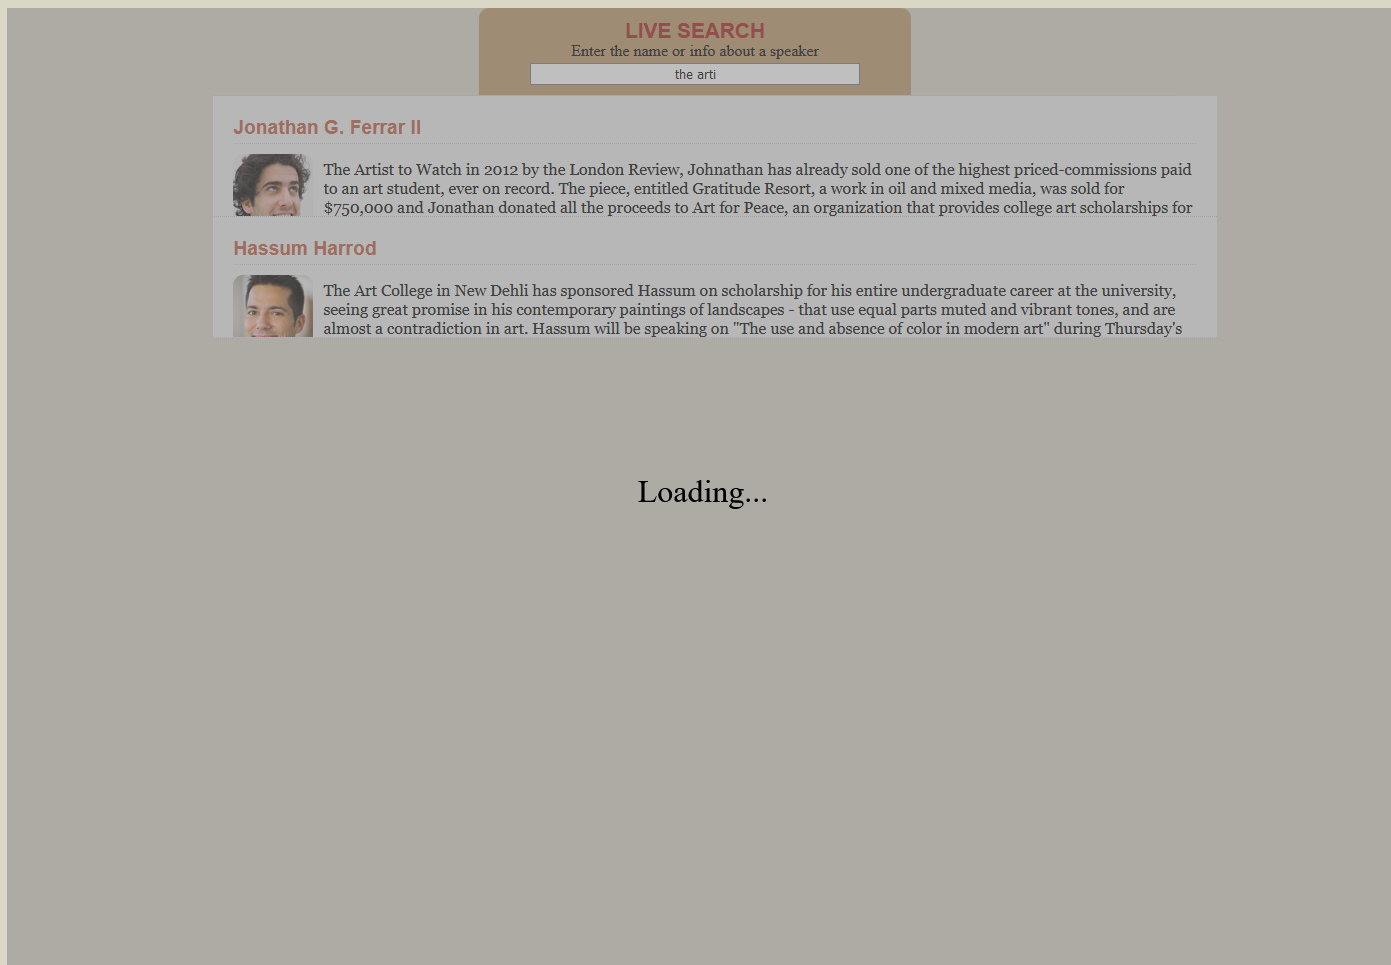 LIVE SEARCH
Enter the name or info about a speaker
the arti
Jonathan G. Ferrar II
The Artist to Watch in 2012 by the London Review, Johnathan has already sold one of the highest priced-commissions paid
to an art student, ever on record. The piece, entitled Gratitude Resort, a work in oil and mixed media, was sold for
$750,000 and Jonathan donated all the proceeds to Art for Peace, an organization that provides college art scholarships for
Hassum Harrod
The Art College in New Dehli has sponsored Hassum on scholarship for his entire undergraduate career at the university,
seeing great promise in his contemporary paintings of landscapes - that use equal parts muted and vibrant tones, and are
almost a contradiction in art. Hassum will be speaking on "The use and absence of color in modern art" during Thursday's
Loading...